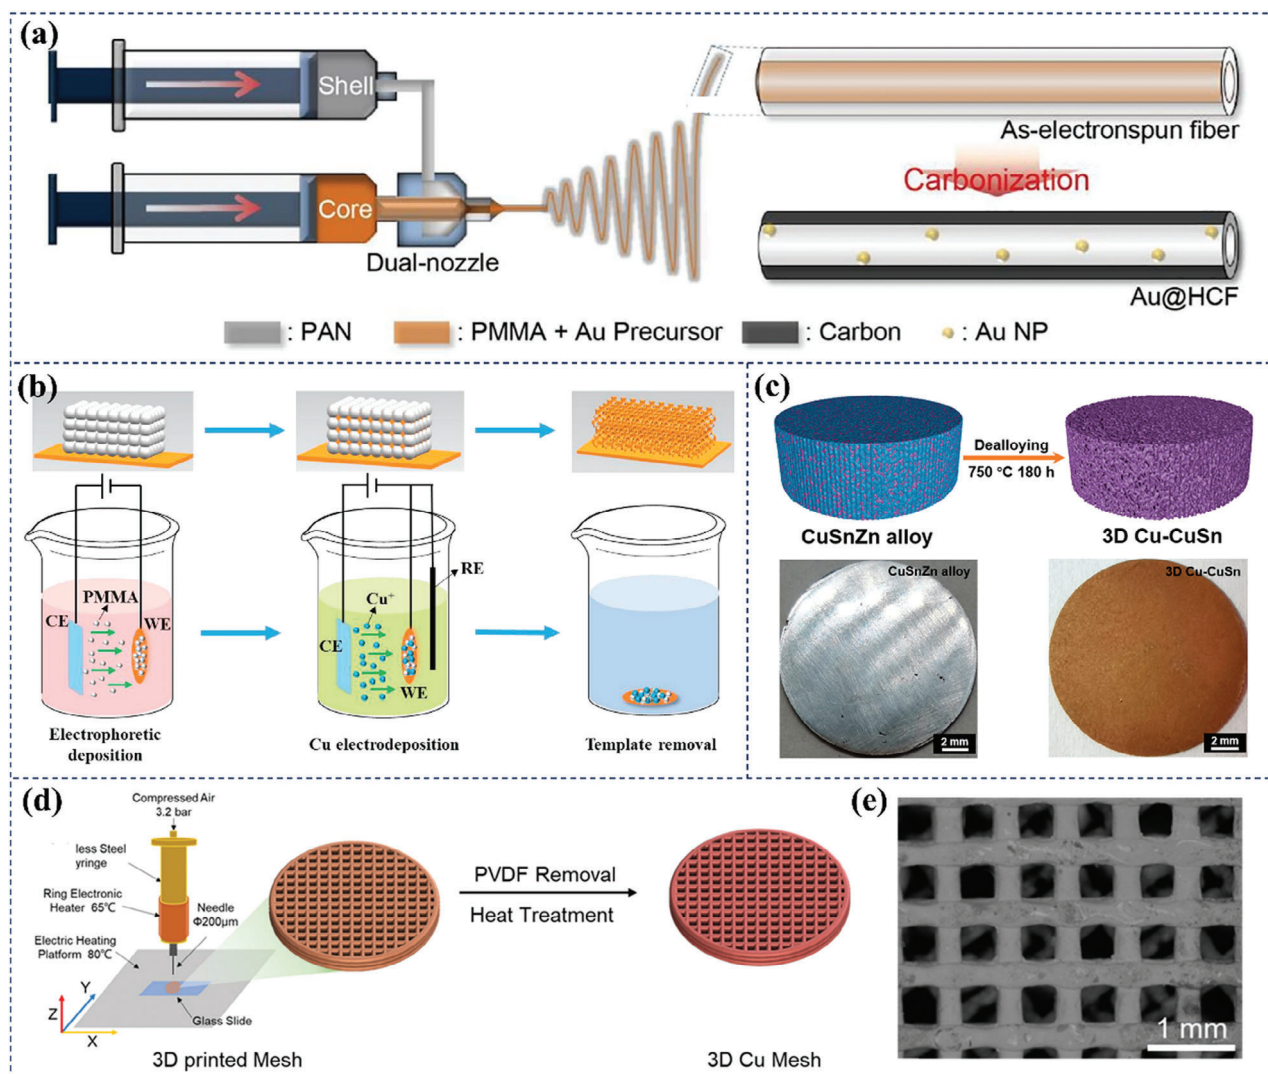 (a)
Shell
Core
Dual-nozzle
As-electronspun fiber
Carbonization
Au@HCF
: PAN
: PMMA + Au Precursor
: Carbon
: Au NP
(b)
PMMA
CE
WE
Electrophoretic
deposition
RE
Cu⁺
CE
WE
Cu electrodeposition
Template removal
(c)
Dealloying
750 °C 180 h
CuSnZn alloy
3D Cu-CuSn
CuSnZn alloy
2 mm
3D Cu-CuSn
2 mm
(d)
Compressed Air
3.2 bar
less Steel
yringe
Ring Electronic
Heater 65℃
Needle
Φ200μm
Electric Heating
Platform 80℃
Glass Slide
Z
Y
X
3D printed Mesh
PVDF Removal
Heat Treatment
3D Cu Mesh
(e)
1 mm